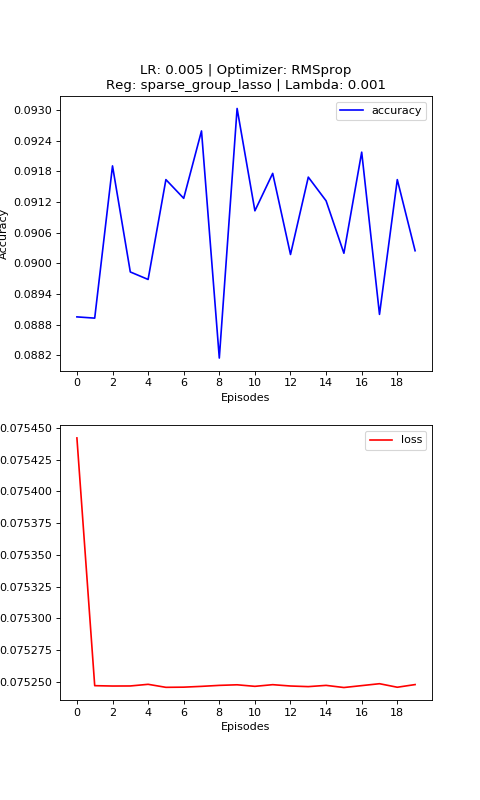 LR: 0.005 | Optimizer: RMSprop
Reg: sparse_group_lasso | Lambda: 0.001
accuracy
0.0930
0.0924
0.0918
0.0912
0.0906
0.0900
0.0894
0.0888
0.0882
Accuracy
0 2 4 6 8 10 12 14 16 18
Episodes
loss
0.075450
0.075425
0.075400
0.075375
0.075350
0.075325
0.075300
0.075275
0.075250
0 2 4 6 8 10 12 14 16 18
Episodes